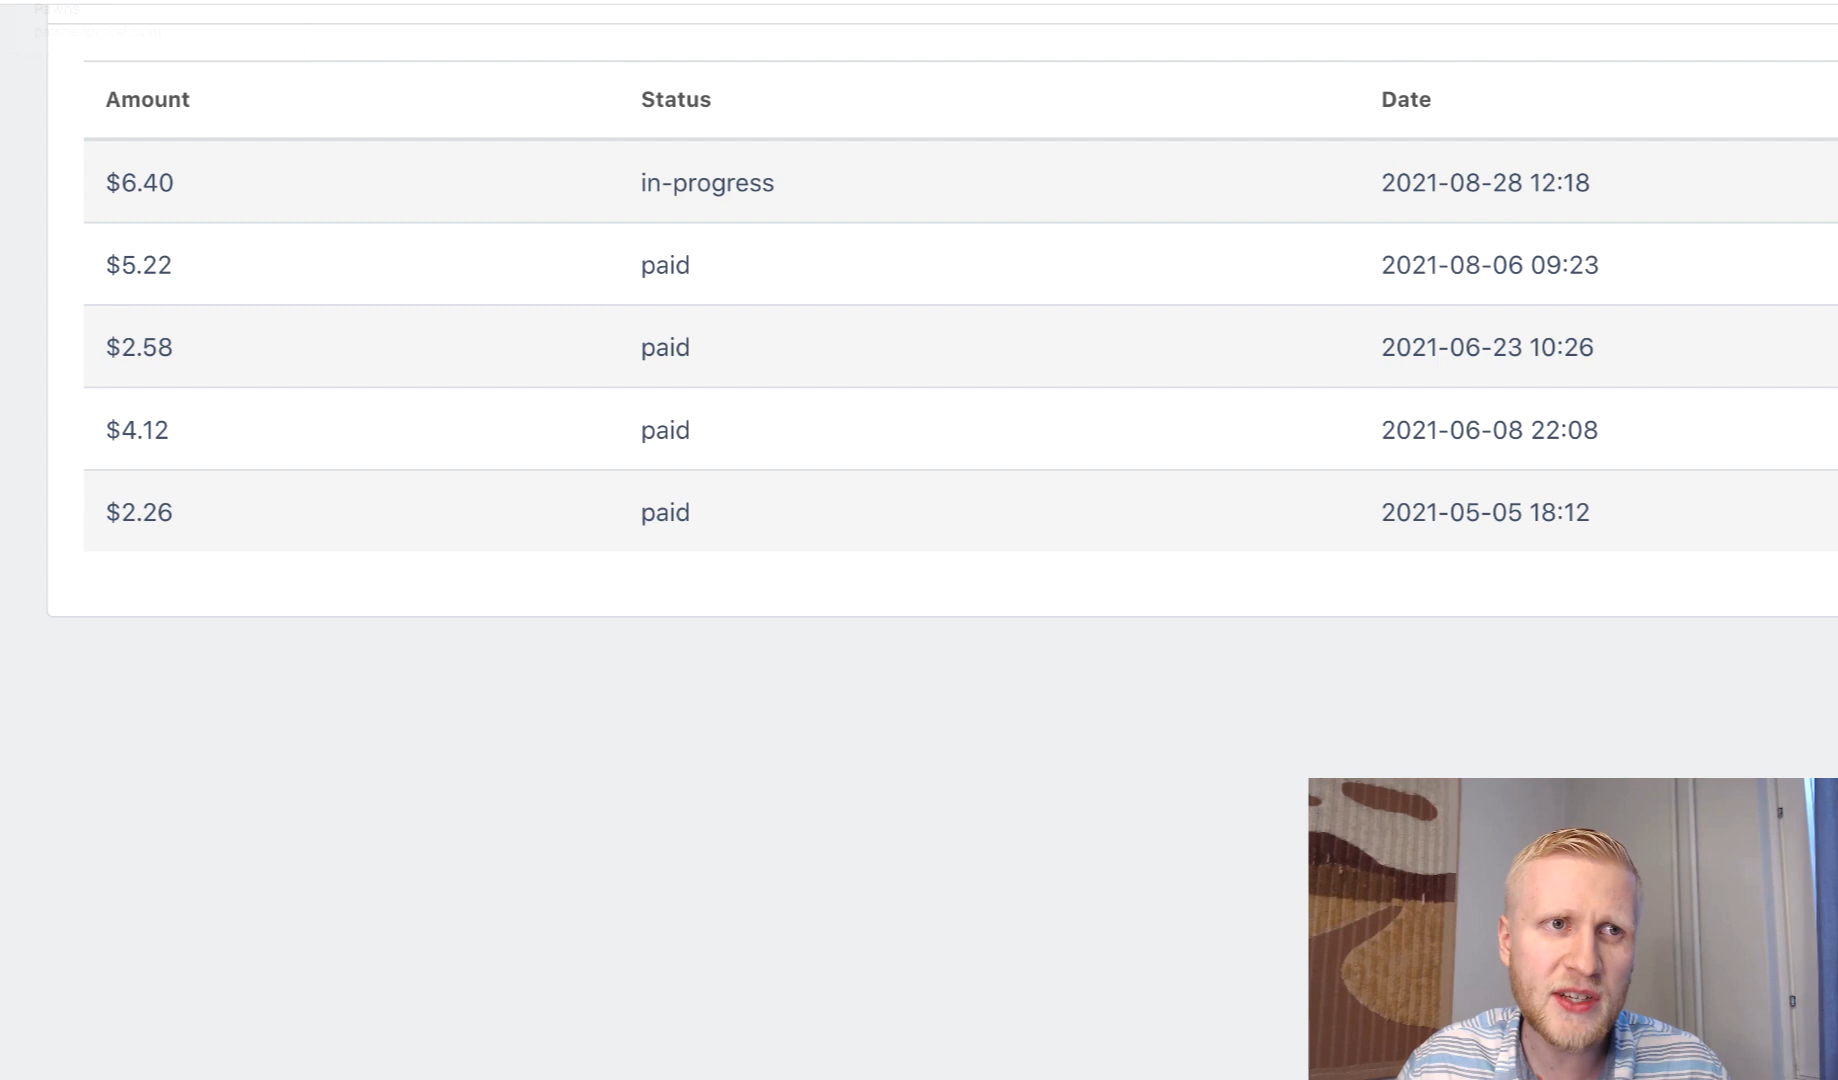 Amount Status Date
$6.40 in-progress 2021-08-28 12:18
$5.22 paid 2021-08-06 09:23
$2.58 paid 2021-06-23 10:26
$4.12 paid 2021-06-08 22:08
$2.26 paid 2021-05-05 18:12